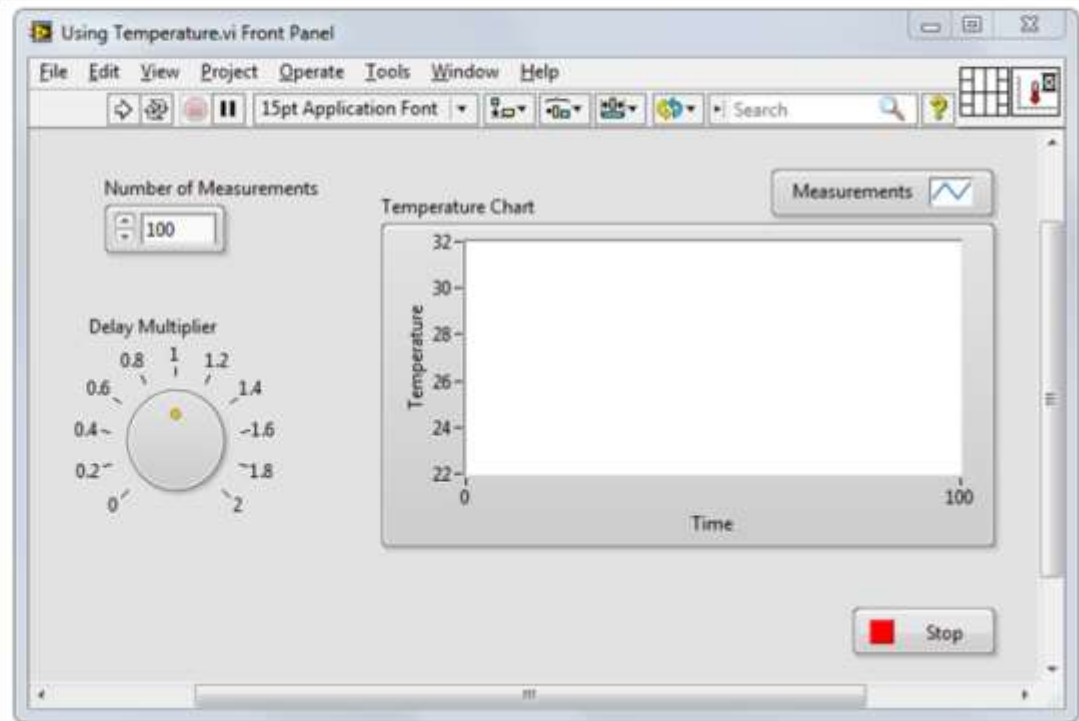 Using Temperature.vi Front Panel
File Edit View Project Operate Tools Window Help
15pt Application Font Search
Number of Measurements
100
Measurements
Temperature Chart
32
30
28
26
24
22
Temperature
0 100
Time
Delay Multiplier
0 0.2 0.4 0.6 0.8 1 1.2 1.4 1.6 1.8 2
Stop